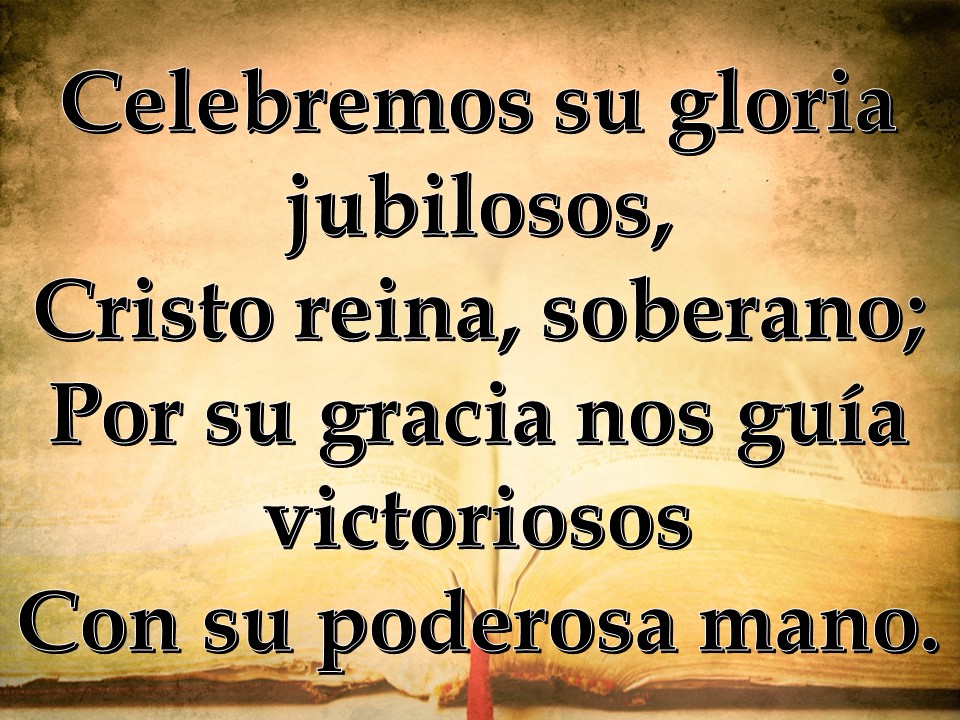 Celebremos su gloria
jubilosos,
Cristo reina, soberano;
Por su gracia nos guía
victoriosos
Con su poderosa mano.